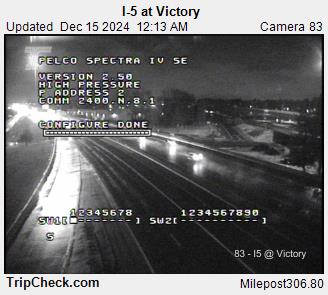 I-5 at Victory
Updated Dec 15 2024 12:13 AM Camera 83
PELCO SPECTRA IV SE
VERSION 2.50
HIGH PRESSURE
P ADDRESS 2
COMM 2400,N,8,1
CONFIGURE DONE
12345678 1234567890
SW1[ ] SW2[ ]
S
83 - I5 @ Victory
TripCheck.com Milepost306.80